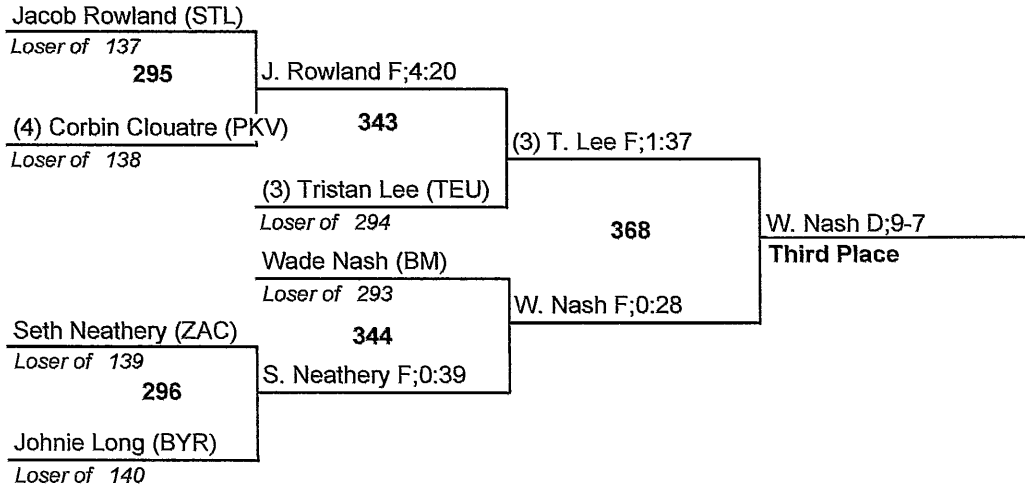 Jacob Rowland (STL)
Loser of 137
295
J. Rowland F;4:20
(4) Corbin Clouatre (PKV)
343
Loser of 138
(3) T. Lee F;1:37
(3) Tristan Lee (TEU)
Loser of 294
368
W. Nash D;9-7
Third Place
Wade Nash (BM)
Loser of 293
W. Nash F;0:28
Seth Neathery (ZAC)
344
Loser of 139
S. Neathery F;0:39
296
Johnie Long (BYR)
Loser of 140